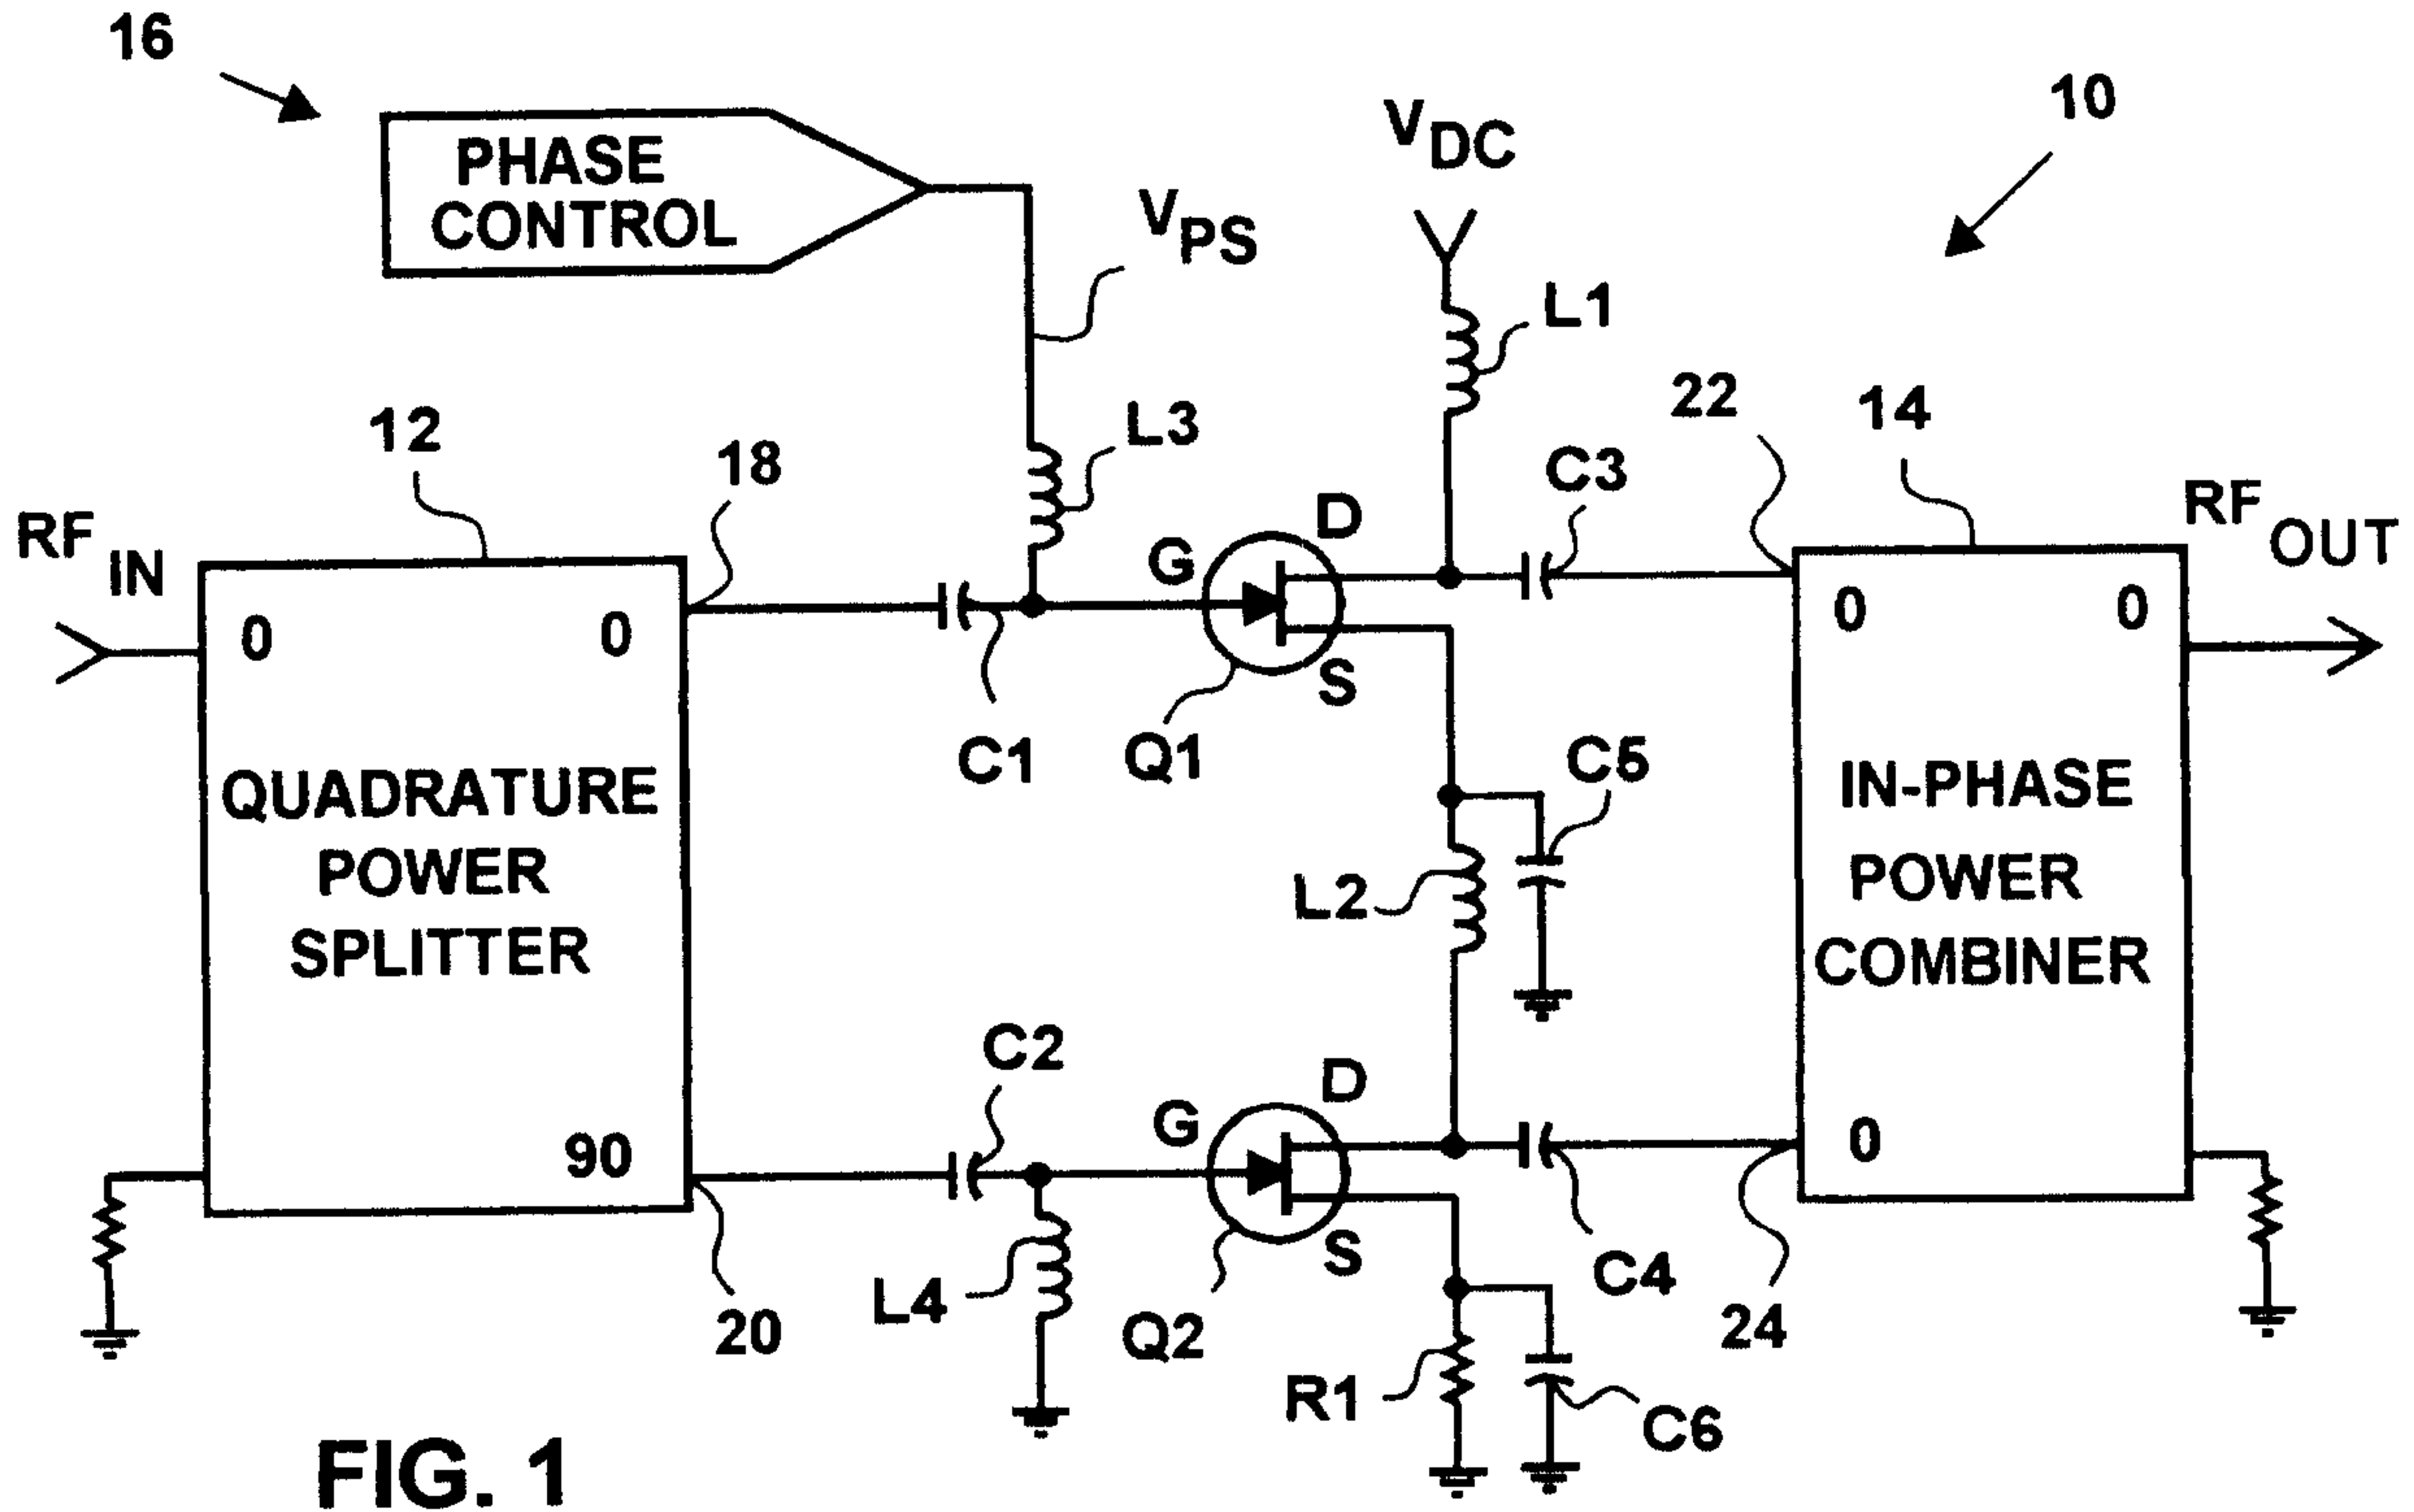 16
PHASE
CONTROL
V PS
V DC
10
L1
L3
12
18
22
14
C3
RF IN
RF OUT
0
0
G
D
S
0
0
C1
Q1
C5
QUADRATURE
POWER
SPLITTER
IN-PHASE
POWER
COMBINER
L2
C2
G
D
S
90
0
L4
20
Q2
C4
24
R1
C6
FIG. 1